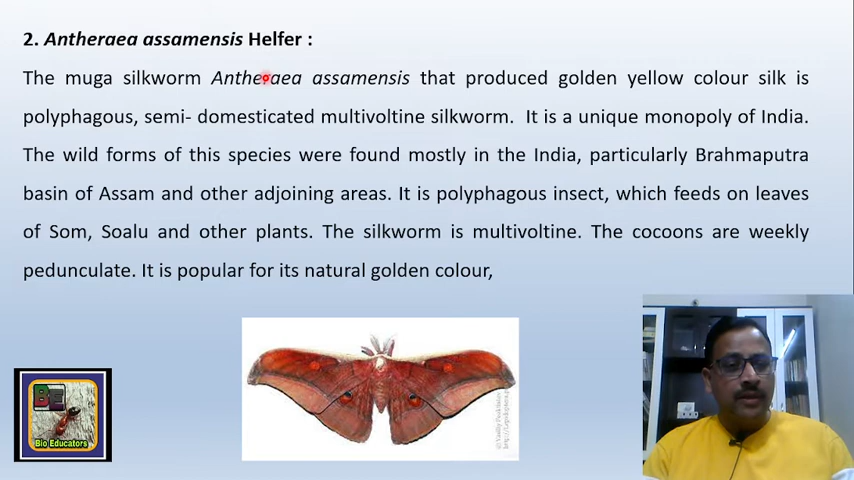 2. Antheraea assamensis Helfer :
The muga silkworm Antheraea assamensis that produced golden yellow colour silk is
polyphagous, semi- domesticated multivoltine silkworm. It is a unique monopoly of India.
The wild forms of this species were found mostly in the India, particularly Brahmaputra
basin of Assam and other adjoining areas. It is polyphagous insect, which feeds on leaves
of Som, Soalu and other plants. The silkworm is multivoltine. The cocoons are weekly
pedunculate. It is popular for its natural golden colour,
BE
Bio Educators